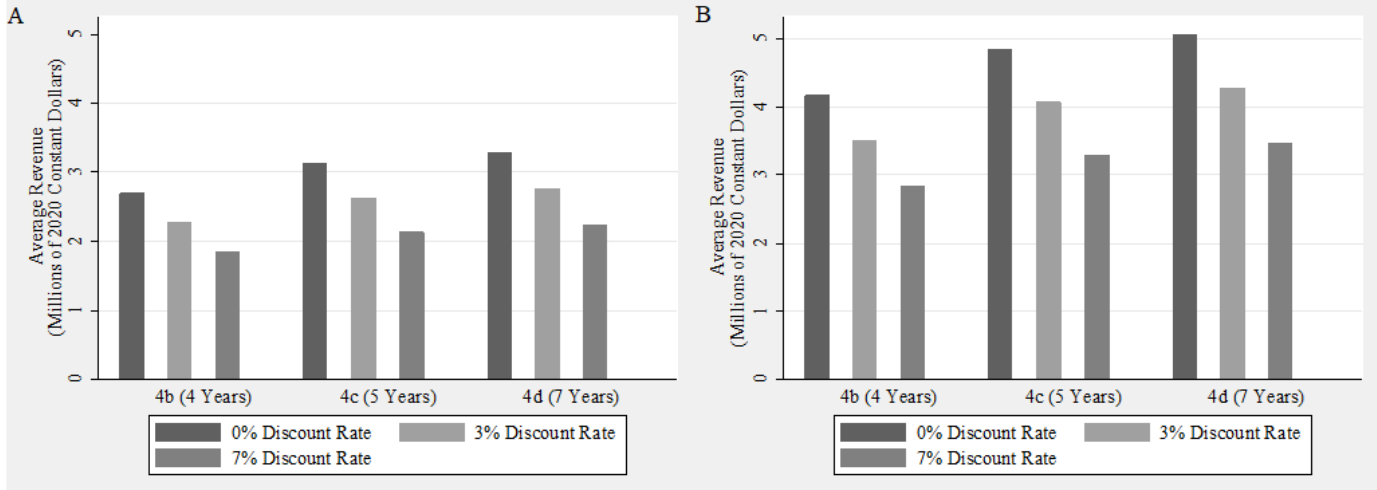 A
Average Revenue
(Millions of 2020 Constant Dollars)
5
4
3
2
1
0
4b (4 Years)
4c (5 Years)
4d (7 Years)
0% Discount Rate
3% Discount Rate
7% Discount Rate
B
Average Revenue
(Millions of 2020 Constant Dollars)
5
4
3
2
1
0
4b (4 Years)
4c (5 Years)
4d (7 Years)
0% Discount Rate
3% Discount Rate
7% Discount Rate